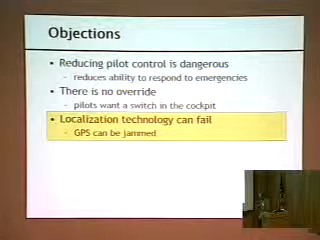 Objections
• Reducing pilot control is dangerous
- reduces ability to respond to emergencies
• There is no override
- pilots want a switch in the cockpit
• Localization technology can fail
- GPS can be jammed